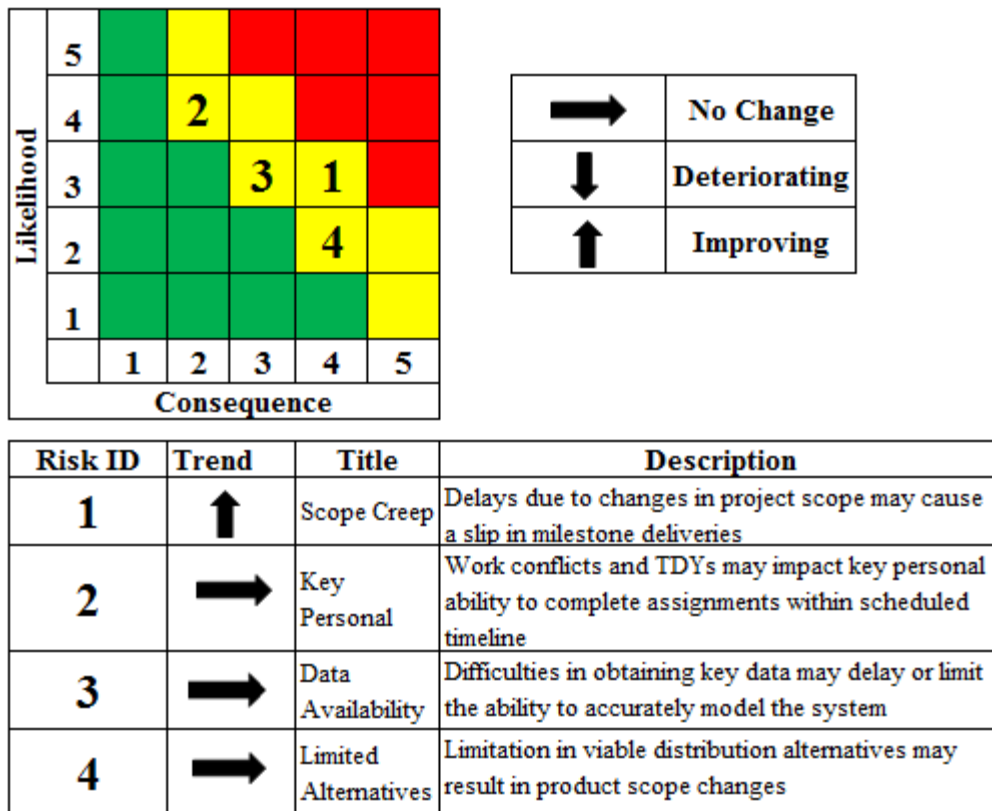 Likelihood
5
4 2
3 3 1
2 4
1
1 2 3 4 5
Consequence
No Change
Deteriorating
Improving
Risk ID Trend Title Description
1 Scope Creep Delays due to changes in project scope may cause
a slip in milestone deliveries
2 Key
Personal
Work conflicts and TDYs may impact key personal
ability to complete assignments within scheduled
timeline
3 Data
Availability
Difficulties in obtaining key data may delay or limit
the ability to accurately model the system
4 Limited
Alternatives
Limitation in viable distribution alternatives may
result in product scope changes